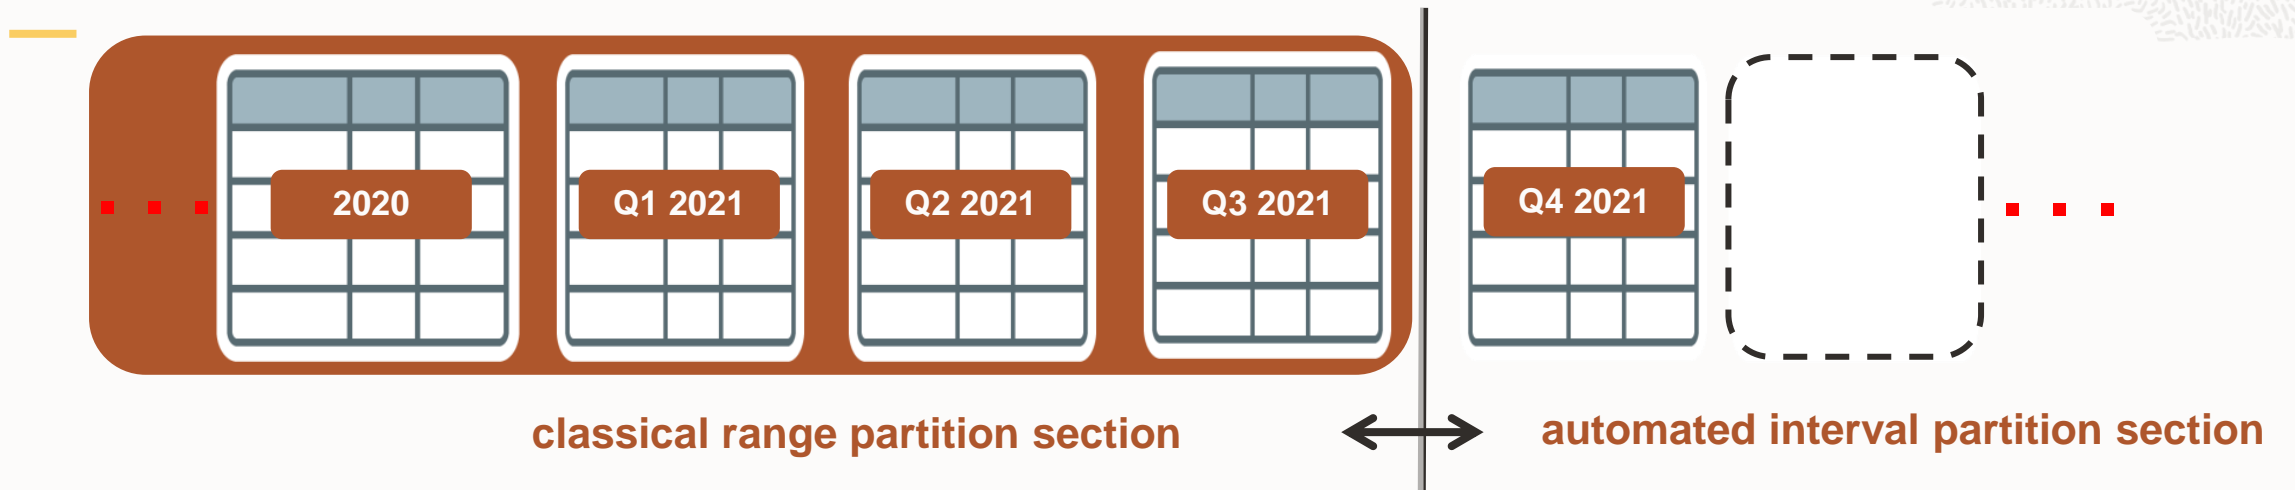 2020
Q1 2021
Q2 2021
Q3 2021
Q4 2021
classical range partition section
automated interval partition section